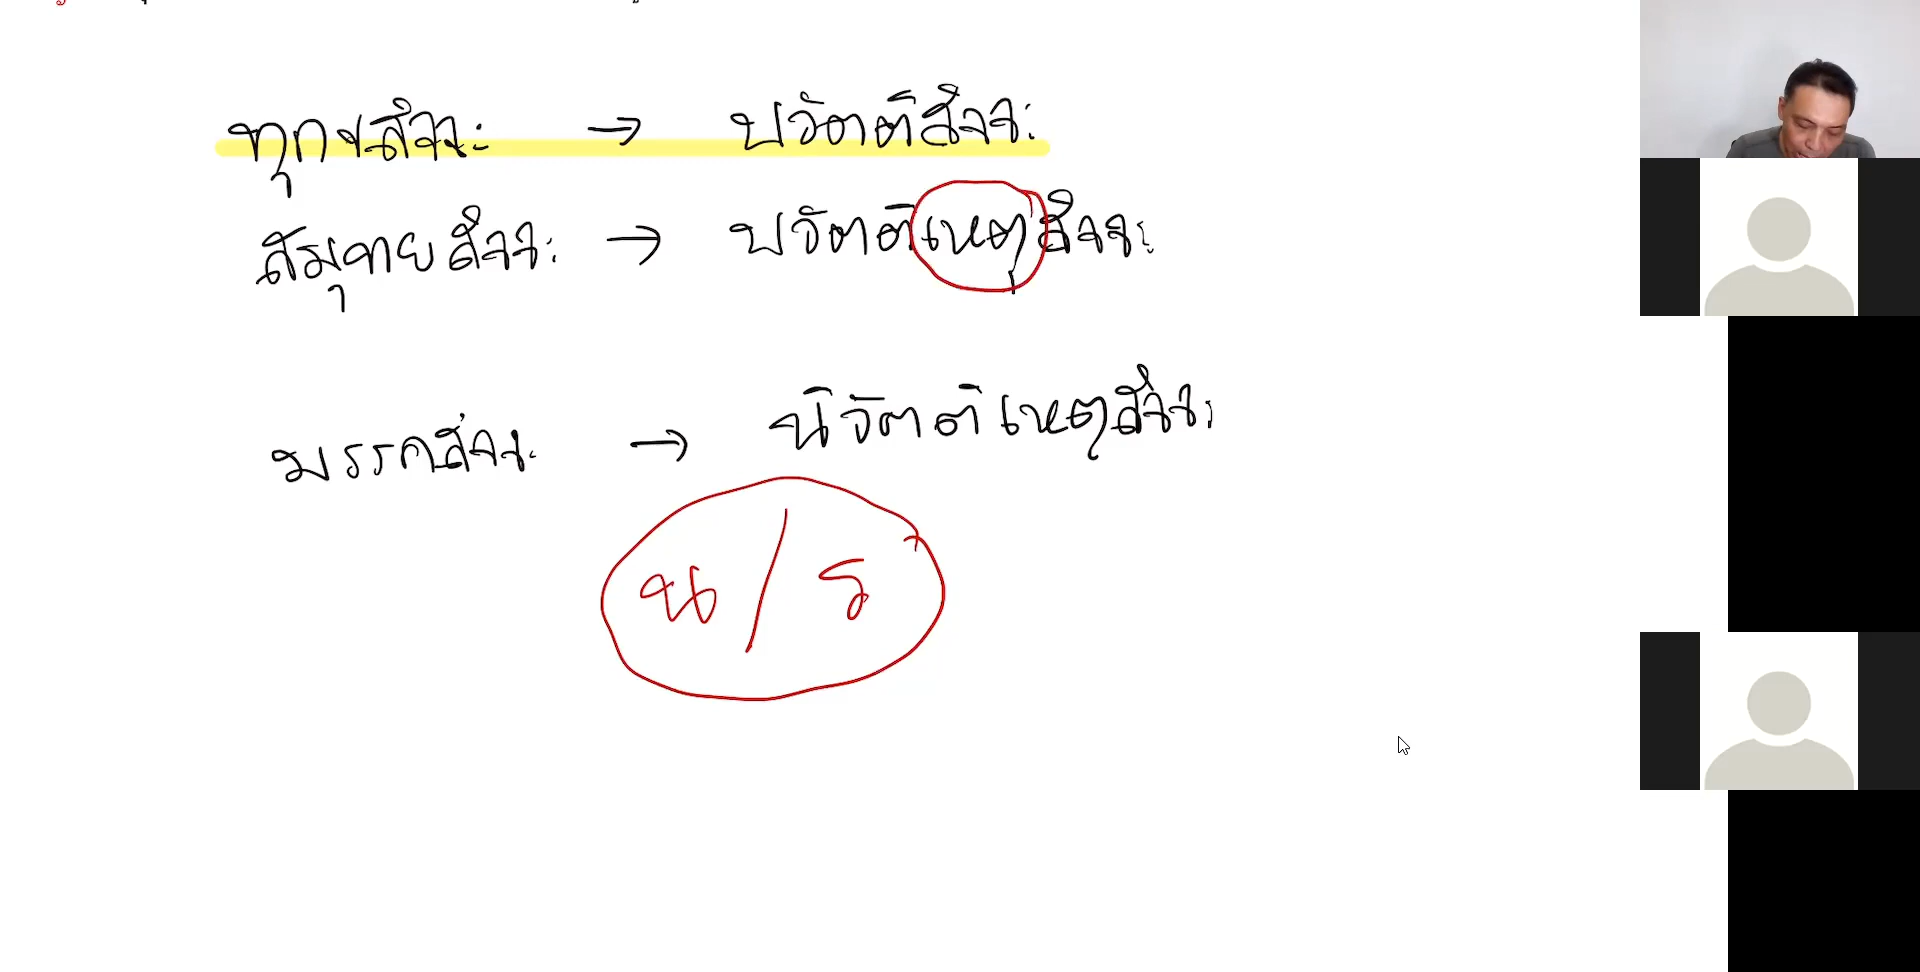 ทุกขสัจจะ → ปวัตติสัจจะ
สมุทายสัจจะ → ปวัตติเหตุสัจจะ
มรรคสัจจะ → นิวัตติเหตุสัจจะ
น / ร